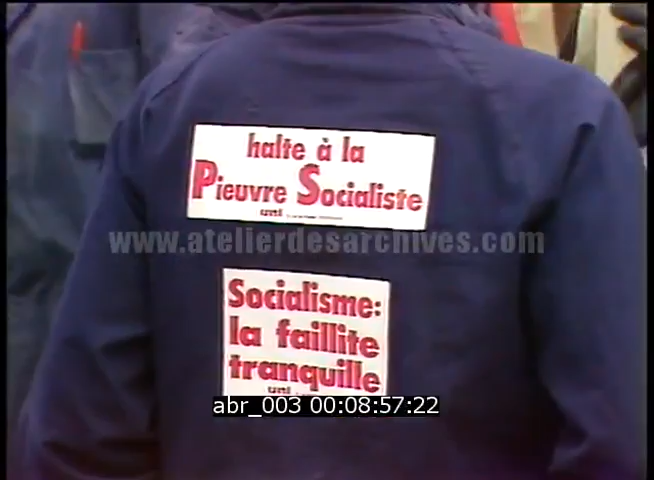 halte à la
Pieuvre Socialiste
uni
www.atelierdesarchives.com
Socialisme:
la faillite
tranquille
uni
abr_003 00:08:57:22